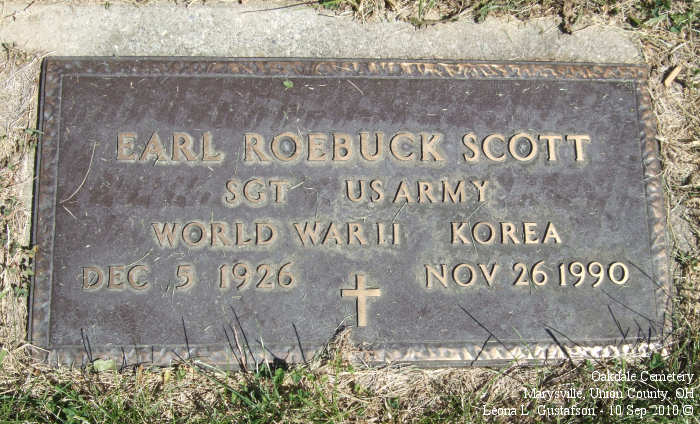 EARL ROEBUCK SCOTT
SGT US ARMY
WORLD WAR II KOREA
DEC 5 1926 NOV 26 1990
Oakdale Cemetery
Marysville, Union County, OH
Leona L. Gustafson - 10 Sep 2010 ©